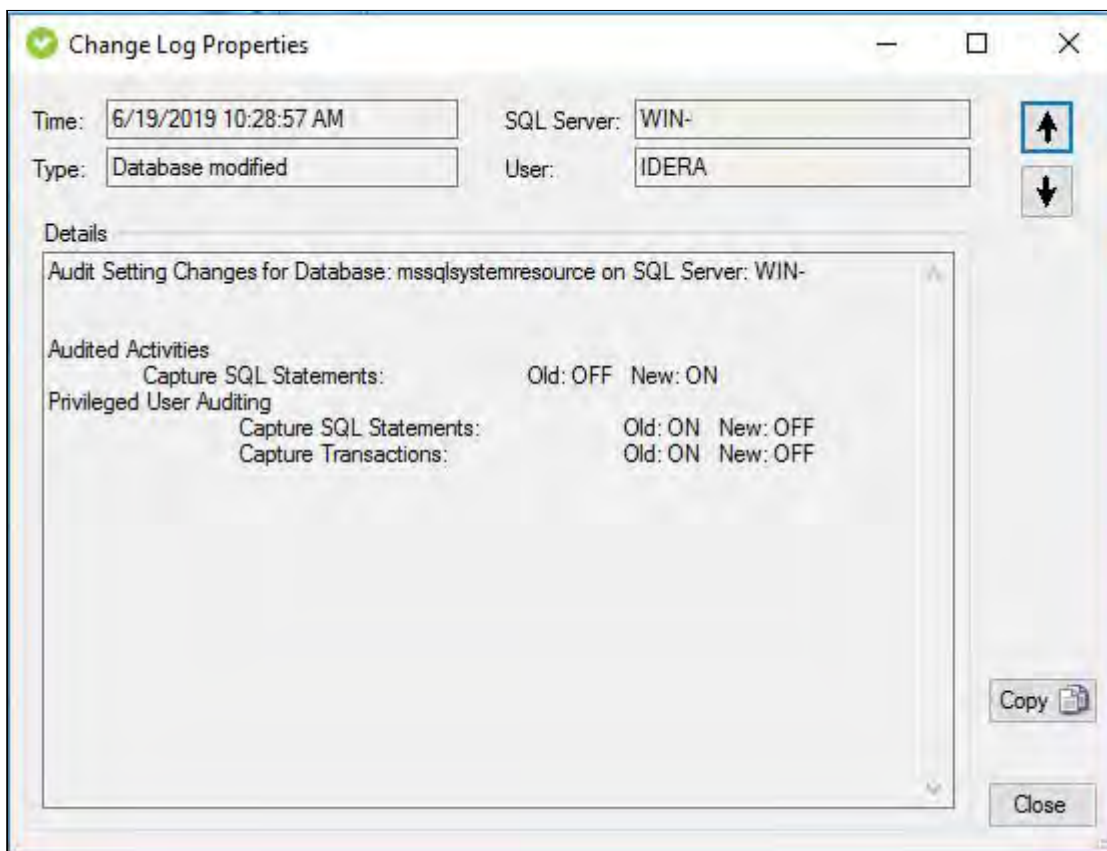 Change Log Properties
Time: 6/19/2019 10:28:57 AM SQL Server: WIN-
Type: Database modified User: IDERA
Details
Audit Setting Changes for Database: mssqlsystemresource on SQL Server: WIN-
Audited Activities
Capture SQL Statements: Old: OFF New: ON
Privileged User Auditing
Capture SQL Statements: Old: ON New: OFF
Capture Transactions: Old: ON New: OFF
Copy
Close